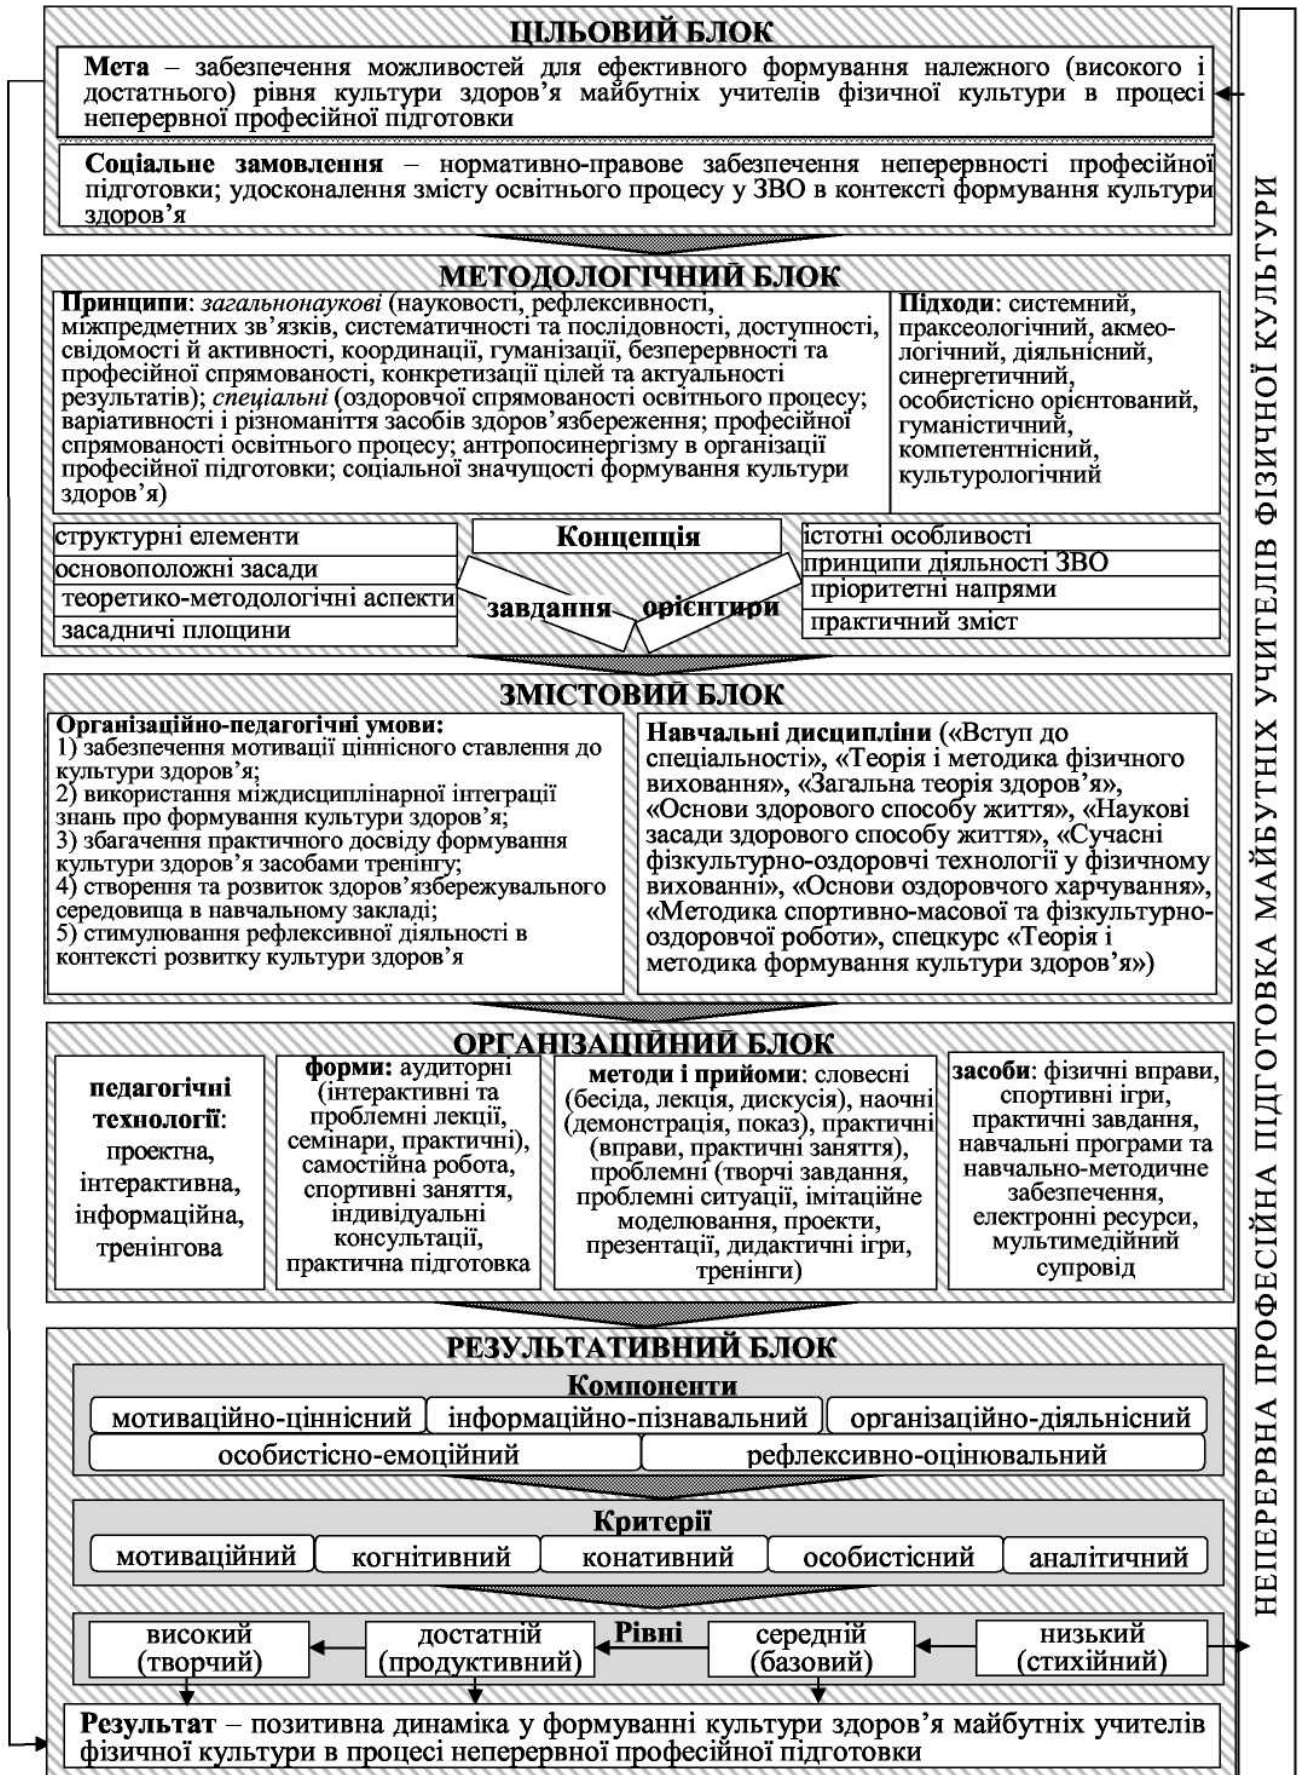 ЦІЛЬОВИЙ БЛОК
Мета – забезпечення можливостей для ефективного формування належного (високого і
достатнього) рівня культури здоров’я майбутніх учителів фізичної культури в процесі
неперервної професійної підготовки
Соціальне замовлення – нормативно-правове забезпечення неперервності професійної
підготовки; удосконалення змісту освітнього процесу у ЗВО в контексті формування культури
здоров’я
МЕТОДОЛОГІЧНИЙ БЛОК
Принципи: загальнонаукові (науковості, рефлексивності,
міжпредметних зв’язків, систематичності та послідовності, доступності,
свідомості й активності, координації, гуманізації, безперервності та
професійної спрямованості, конкретизації цілей та актуальності
результатів); спеціальні (оздоровчої спрямованості освітнього процесу;
варіативності і різноманіття засобів здоров’язбереження; професійної
спрямованості освітнього процесу; антропосинергізму в організації
професійної підготовки; соціальної значущості формування культури
здоров’я)
Підходи: системний,
праксеологічний, акмео-
логічний, діяльнісний,
синергетичний,
особистісно орієнтований,
гуманістичний,
компетентнісний,
культурологічний
структурні елементи
основоположні засади
теоретико-методологічні аспекти
засадничі площини
Концепція
завдання орієнтири
істотні особливості
принципи діяльності ЗВО
пріоритетні напрями
практичний зміст
ЗМІСТОВИЙ БЛОК
Організаційно-педагогічні умови:
1) забезпечення мотивації ціннісного ставлення до
культури здоров’я;
2) використання міждисциплінарної інтеграції
знань про формування культури здоров’я;
3) збагачення практичного досвіду формування
культури здоров’я засобами тренінгу;
4) створення та розвиток здоров’язбережувального
середовища в навчальному закладі;
5) стимулювання рефлексивної діяльності в
контексті розвитку культури здоров’я
Навчальні дисципліни («Вступ до
спеціальності», «Теорія і методика фізичного
виховання», «Загальна теорія здоров’я»,
«Основи здорового способу життя», «Наукові
засади здорового способу життя», «Сучасні
фізкультурно-оздоровчі технології у фізичному
вихованні», «Основи оздоровчого харчування»,
«Методика спортивно-масової та фізкультурно-
оздоровчої роботи», спецкурс «Теорія і
методика формування культури здоров’я»)
ОРГАНІЗАЦІЙНИЙ БЛОК
педагогічні
технології:
проектна,
інтерактивна,
інформаційна,
тренінгова
форми: аудиторні
(інтерактивні та
проблемні лекції,
семінари, практичні),
самостійна робота,
спортивні заняття,
індивідуальні
консультації,
практична підготовка
методи і прийоми: словесні
(бесіда, лекція, дискусія), наочні
(демонстрація, показ), практичні
(вправи, практичні заняття),
проблемні (творчі завдання,
проблемні ситуації, імітаційне
моделювання, проекти,
презентації, дидактичні ігри,
тренінги)
засоби: фізичні вправи,
спортивні ігри,
практичні завдання,
навчальні програми та
навчально-методичне
забезпечення,
електронні ресурси,
мультимедійний
супровід
РЕЗУЛЬТАТИВНИЙ БЛОК
Компоненти
мотиваційно-ціннісний інформаційно-пізнавальний організаційно-діяльнісний
особистісно-емоційний рефлексивно-оцінювальний
Критерії
мотиваційний когнітивний конативний особистісний аналітичний
Рівні
високий
(творчий)
достатній
(продуктивний)
середній
(базовий)
низький
(стихійний)
Результат – позитивна динаміка у формуванні культури здоров’я майбутніх учителів
фізичної культури в процесі неперервної професійної підготовки
НЕПЕРЕРВНА ПРОФЕСІЙНА ПІДГОТОВКА МАЙБУТНІХ УЧИТЕЛІВ ФІЗИЧНОЇ КУЛЬТУРИ